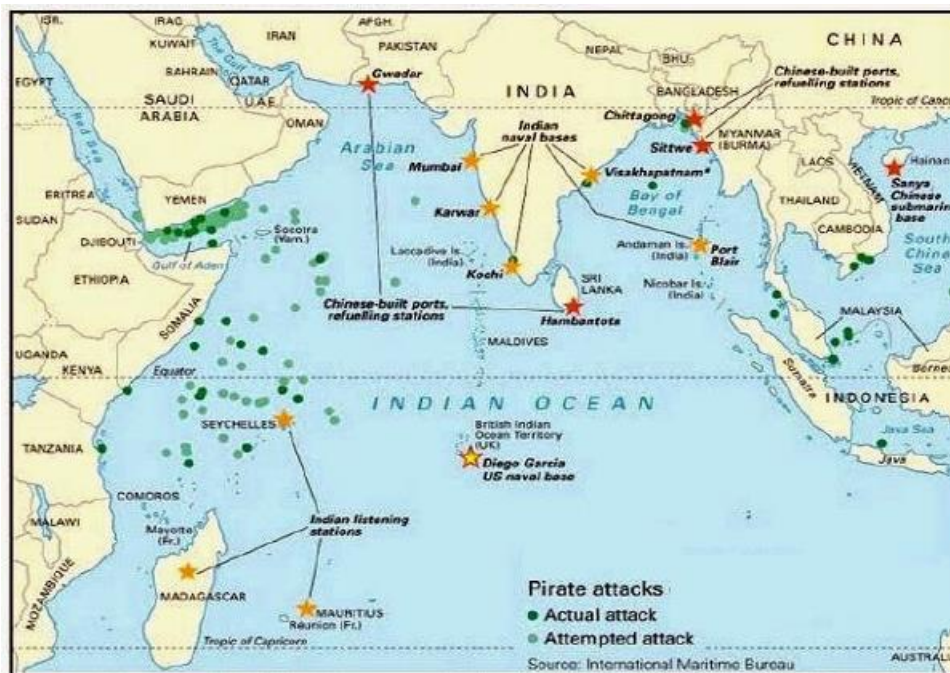 ISR.
IRAQ
IRAN
AFGH.
KUWAIT
The Gulf
PAKISTAN
NEPAL
BHU.
CHINA
EGYPT
BAHRAIN
QATAR
U.A.E.
Gwadar
INDIA
BANGLADESH
Chinese-built ports,
refuelling stations
Tropic of Canc
SAUDI
ARABIA
OMAN
Red Sea
Arabian
Sea
Indian
naval bases
Chittagong
Sittwe
MYANMAR
(BURMA)
LAOS
VIETNAM
Hainan
Mumbai
Visakhapatnam*
Bay of
Bengal
THAILAND
Sanya
Chinese
submarine
base
ERITREA
YEMEN
SUDAN
Karwar
CAMBODIA
Socotra
(Yem.)
DJIBOUTI
Gulf of Aden
Laccadive Is.
(India)
Kochi
Andaman Is.
(India)
Port
Blair
South
China
Sea
ETHIOPIA
SRI
LANKA
Nicobar Is.
(India)
SOMALIA
Chinese-built ports,
refuelling stations
Hambantota
MALAYSIA
MALDIVES
UGANDA
KENYA
Equator
Sumatra
Borneo
INDIAN OCEAN
INDONESIA
SEYCHELLES
British Indian
Ocean Territory
(UK)
Java Sea
TANZANIA
Diego Garcia
US naval base
Java
COMOROS
MALAWI
Mayotte
(Fr.)
Indian listening
stations
MOZAMBIQUE
MADAGASCAR
MAURITIUS
Réunion (Fr.)
Tropic of Capricorn
Pirate attacks
Actual attack
Attempted attack
Source: International Maritime Bureau
AUSTRAL